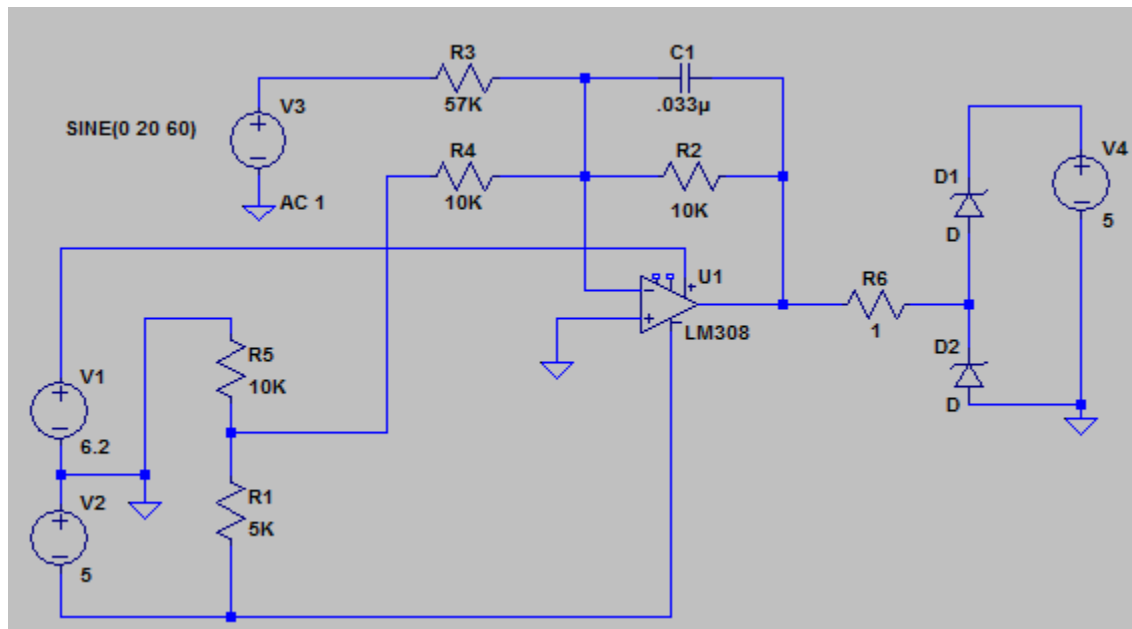 R3
57K
C1
.033µ
V3
SINE(0 20 60)
AC 1
R4
10K
R2
10K
V4
5
D1
D
U1
LM308
R6
1
D2
D
R5
10K
V1
6.2
R1
5K
V2
5